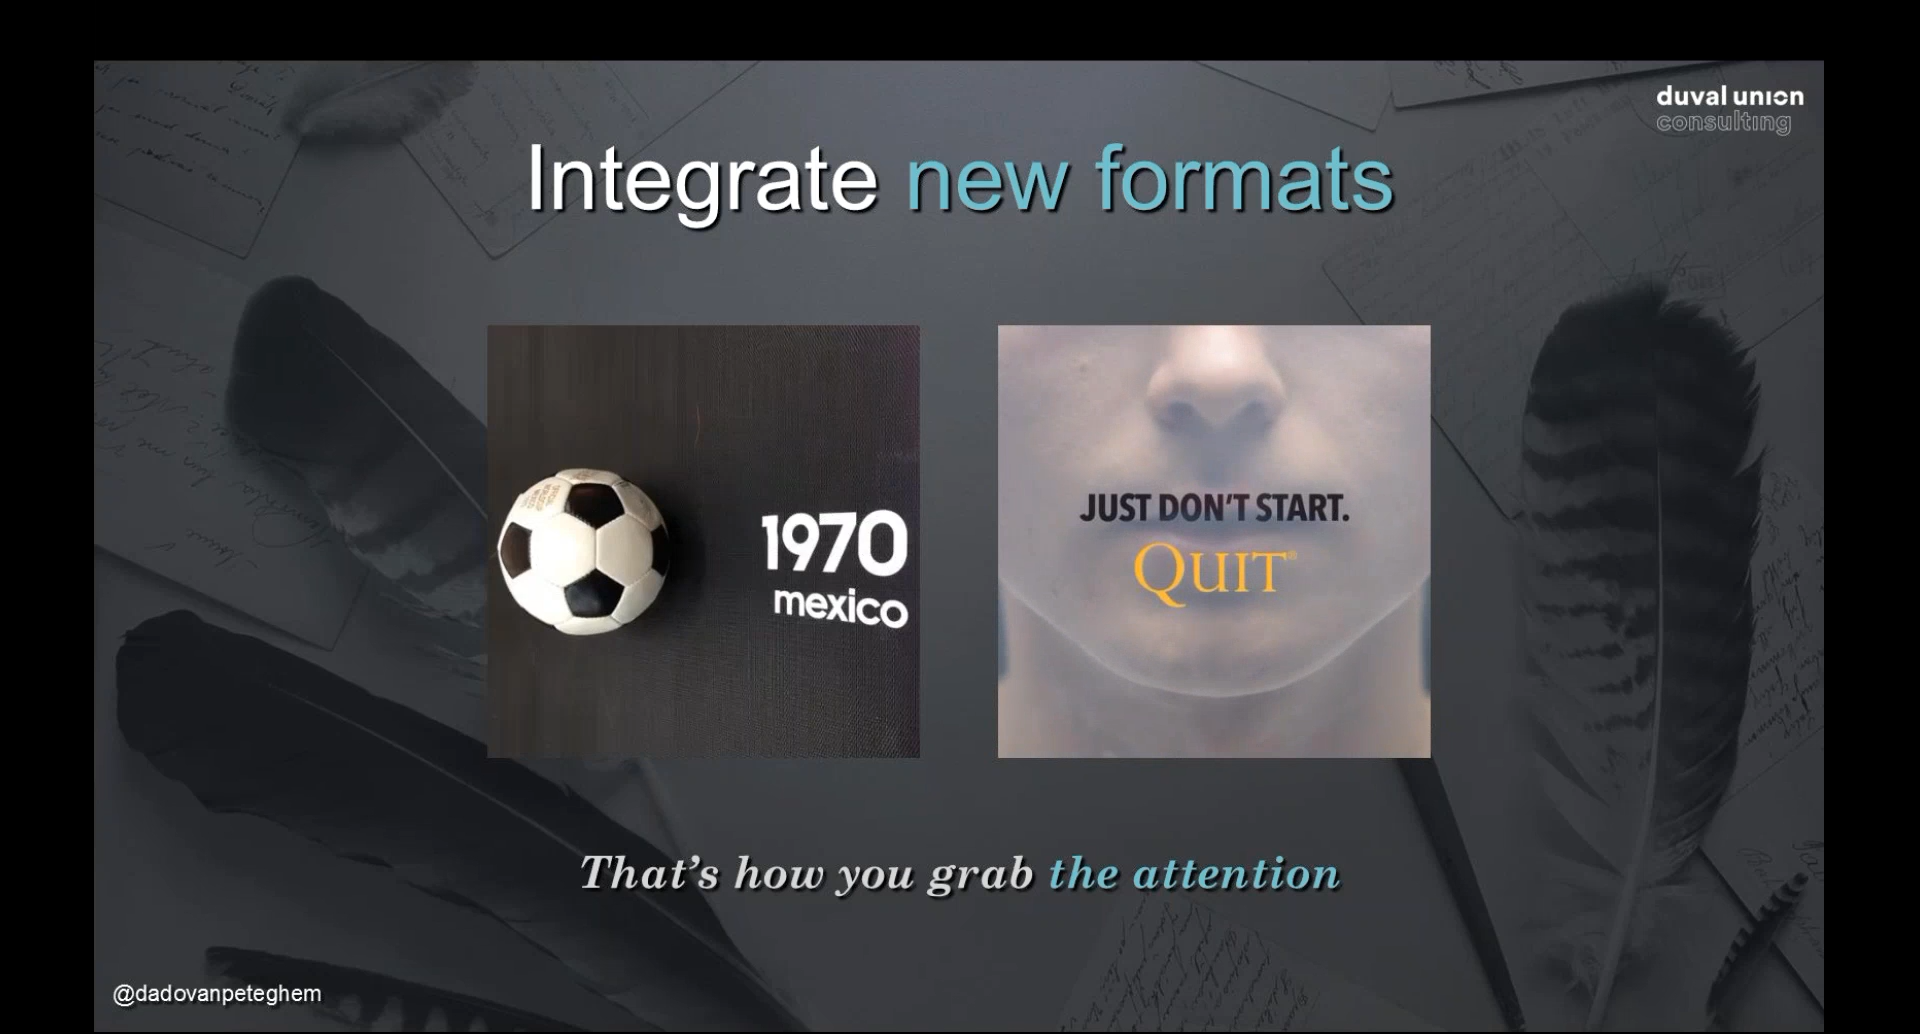 duval union
consulting
Integrate new formats
1970
mexico
JUST DON'T START.
QUIT®
That's how you grab the attention
@dadovanpeteghem